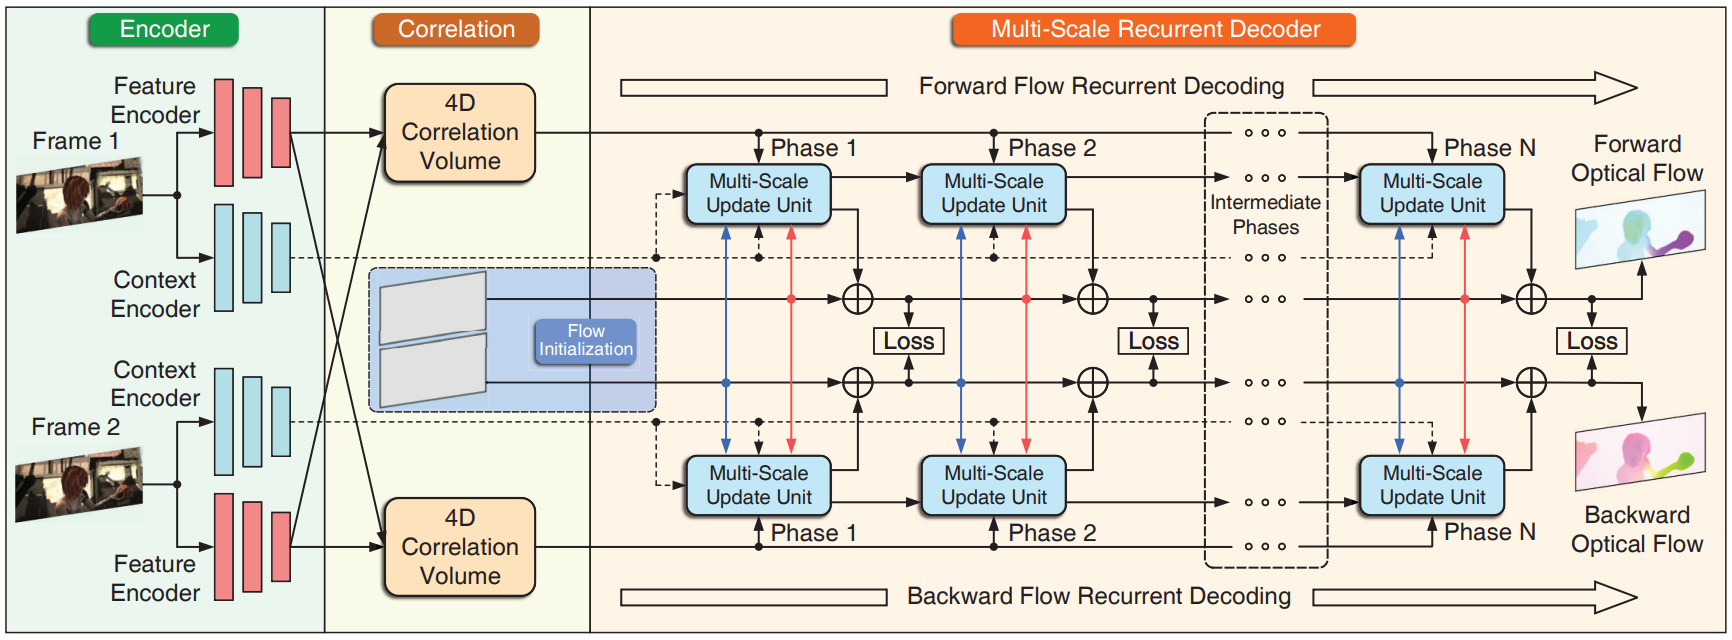 Encoder
Correlation
Multi-Scale Recurrent Decoder
Feature
Encoder
Frame 1
Context
Encoder
Context
Encoder
Frame 2
Feature
Encoder
4D
Correlation
Volume
Flow
Initialization
4D
Correlation
Volume
Forward Flow Recurrent Decoding
Phase 1
Multi-Scale
Update Unit
Phase 2
Multi-Scale
Update Unit
Intermediate
Phases
Phase N
Multi-Scale
Update Unit
Forward
Optical Flow
Loss
Loss
Loss
Multi-Scale
Update Unit
Phase 1
Multi-Scale
Update Unit
Phase 2
Multi-Scale
Update Unit
Phase N
Backward
Optical Flow
Backward Flow Recurrent Decoding